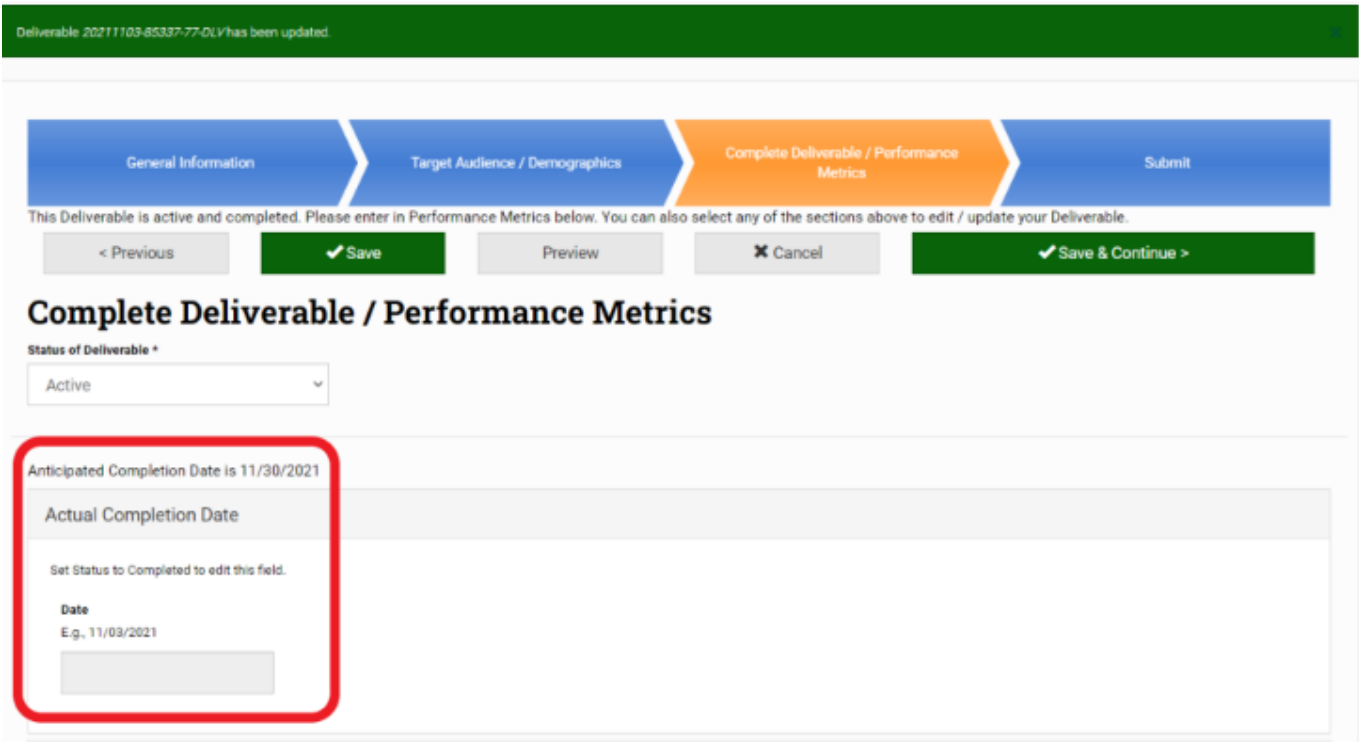 Deliverable 20211103-85337-77-DLV has been updated.
General Information
Target Audience / Demographics
Complete Deliverable / Performance
Metrics
Submit
This Deliverable is active and completed. Please enter in Performance Metrics below. You can also select any of the sections above to edit / update your Deliverable.
< Previous
✔ Save
Preview
✖ Cancel
✔ Save & Continue >
Complete Deliverable / Performance Metrics
Status of Deliverable *
Active
Anticipated Completion Date is 11/30/2021
Actual Completion Date
Set Status to Completed to edit this field.
Date
E.g., 11/03/2021